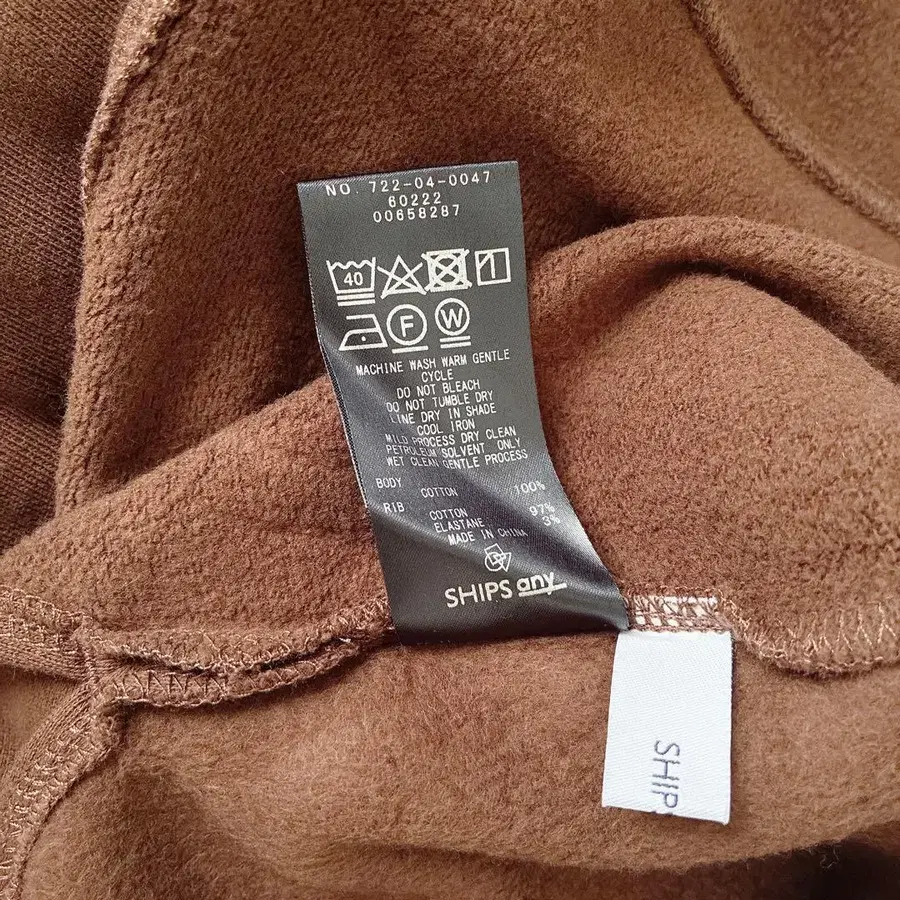 NO. 722-04-0047
60222
00658287
40
F W
MACHINE WASH WARM GENTLE
CYCLE
DO NOT BLEACH
DO NOT TUMBLE DRY
LINE DRY IN SHADE
COOL IRON
MILD PROCESS DRY CLEAN
PETROLEUM SOLVENT ONLY
WET CLEAN GENTLE PROCESS
BODY COTTON 100%
RIB COTTON 97%
ELASTANE 3%
MADE IN CHINA
SHIPS any
SHIP